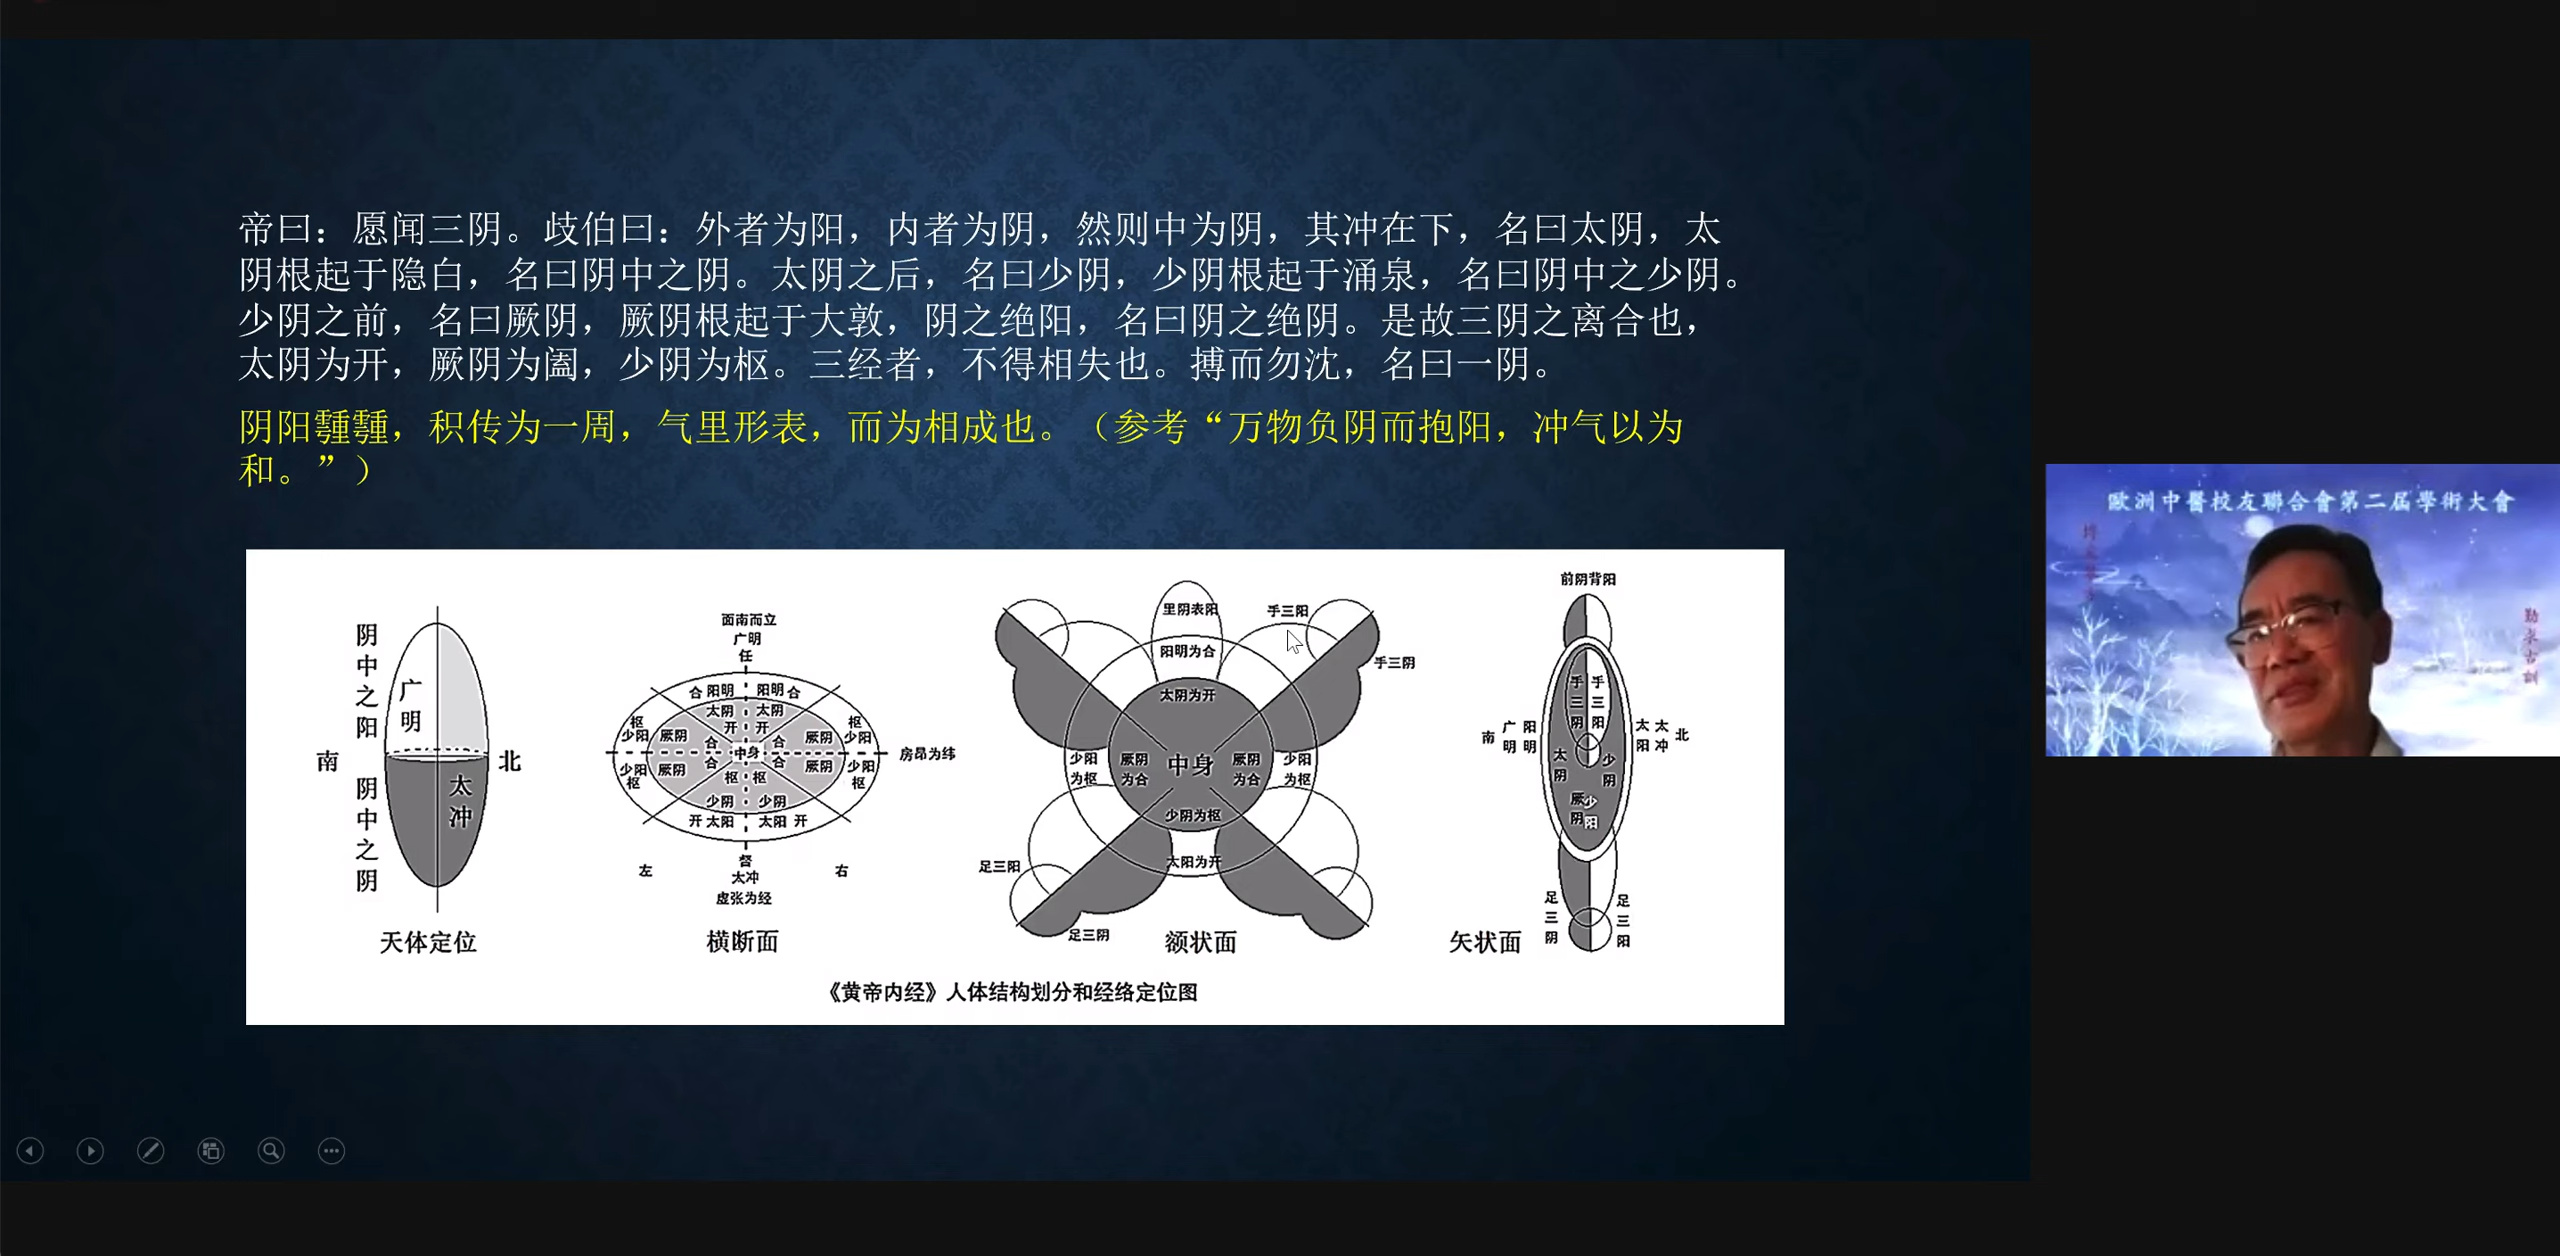 帝曰：愿闻三阴。歧伯曰：外者为阳，内者为阴，然则中为阴，其冲在下，名曰太阴，太
阴根起于隐白，名曰阴中之阴。太阴之后，名曰少阴，少阴根起于涌泉，名曰阴中之少阴。
少阴之前，名曰厥阴，厥阴根起于大敦，阴之绝阳，名曰阴之绝阴。是故三阴之离合也，
太阴为开，厥阴为阖，少阴为枢。三经者，不得相失也。搏而勿沈，名曰一阴。
阴阳𩅞𩅞，积传为一周，气里形表，而为相成也。（参考“万物负阴而抱阳，冲气以为
和。”）
阴中之阳
广明
南
北
阴中之阴
太冲
天体定位
面南而立
广明
任
合 阳明 阳明 合
太阴 太阴
开 开
枢 枢
少阳 厥阴 合 合 厥阴 少阳
中身
房昴为纬
少阳 厥阴 合 合 厥阴 少阳
枢 枢 枢 枢
少阴 少阴
开 太阳 太阳 开
督
左
右
太冲
虚张为经
横断面
里阴表阳
手三阳
阳明为合
手三阴
太阴为开
少阳为枢
厥阴为合
中身
厥阴为合
少阳为枢
少阴为枢
太阳为开
足三阳
足三阴
额状面
前阴背阳
手三阴
手三阳
南
广明
阳明
太阳
太冲
北
太阴
少阴
厥阴
少阳
足三阴
足三阳
矢状面
《黄帝内经》人体结构划分和经络定位图
歐洲中醫校友聯合會第二屆學術大會
勤求古訓